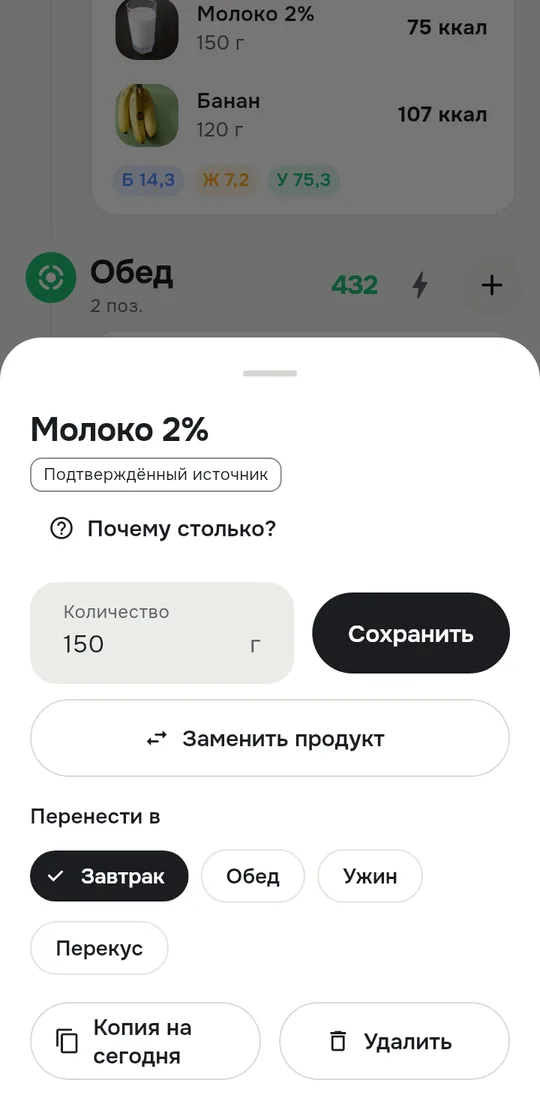 Молоко 2%
75 ккал
150 г
Банан
107 ккал
120 г
Б 14,3
Ж 7,2
У 75,3
Обед
432
2 поз.
Молоко 2%
Подтверждённый источник
Почему столько?
Количество
150
г
Сохранить
Заменить продукт
Перенести в
Завтрак
Обед
Ужин
Перекус
Копия на
сегодня
Удалить